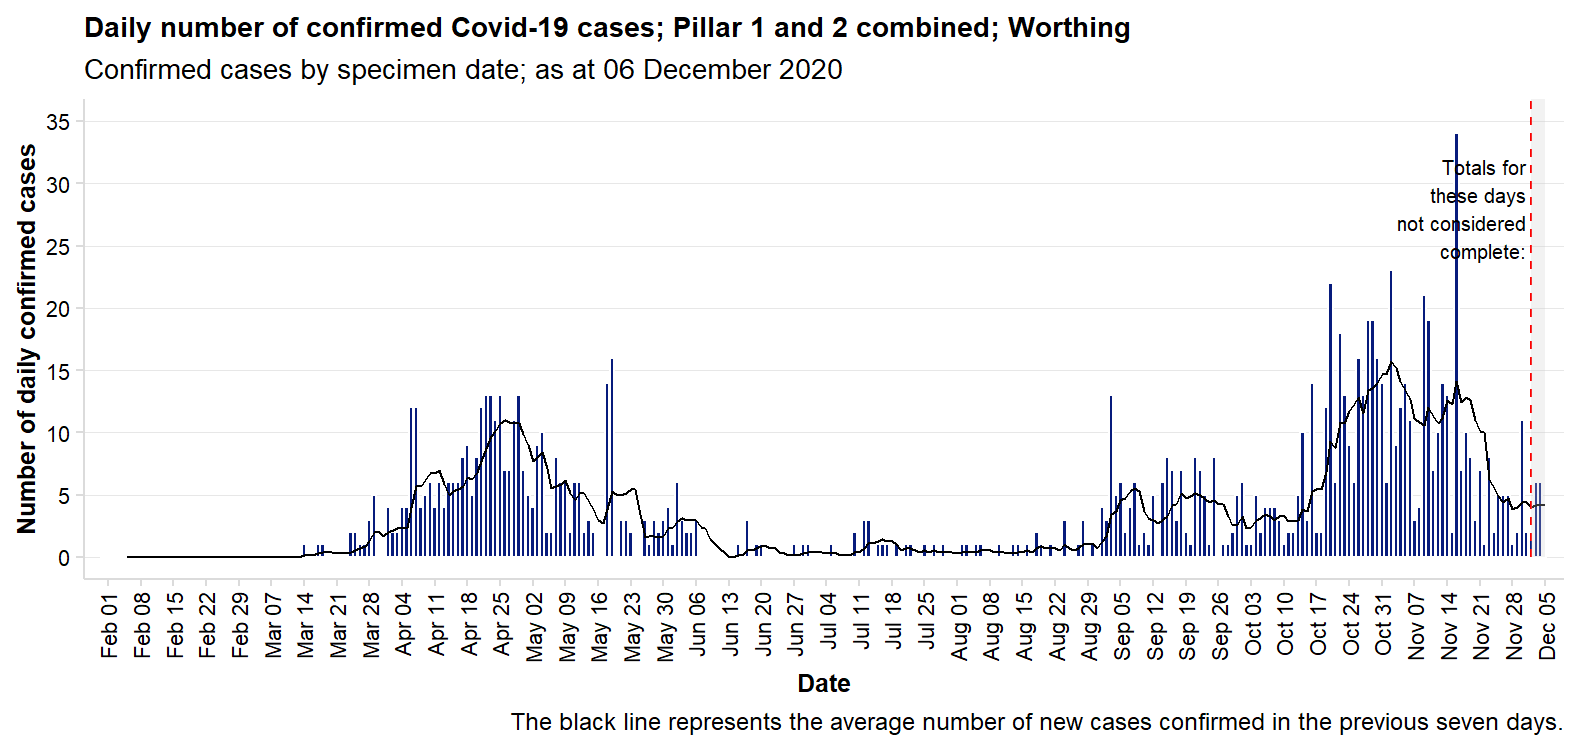 Daily number of confirmed Covid-19 cases; Pillar 1 and 2 combined; Worthing
Confirmed cases by specimen date; as at 06 December 2020
Number of daily confirmed cases
35
30
25
20
15
10
5
0
Totals for
these days
not considered
complete:
Feb 01
Feb 08
Feb 15
Feb 22
Feb 29
Mar 07
Mar 14
Mar 21
Mar 28
Apr 04
Apr 11
Apr 18
Apr 25
May 02
May 09
May 16
May 23
May 30
Jun 06
Jun 13
Jun 20
Jun 27
Jul 04
Jul 11
Jul 18
Jul 25
Aug 01
Aug 08
Aug 15
Aug 22
Aug 29
Sep 05
Sep 12
Sep 19
Sep 26
Oct 03
Oct 10
Oct 17
Oct 24
Oct 31
Nov 07
Nov 14
Nov 21
Nov 28
Dec 05
Date
The black line represents the average number of new cases confirmed in the previous seven days.